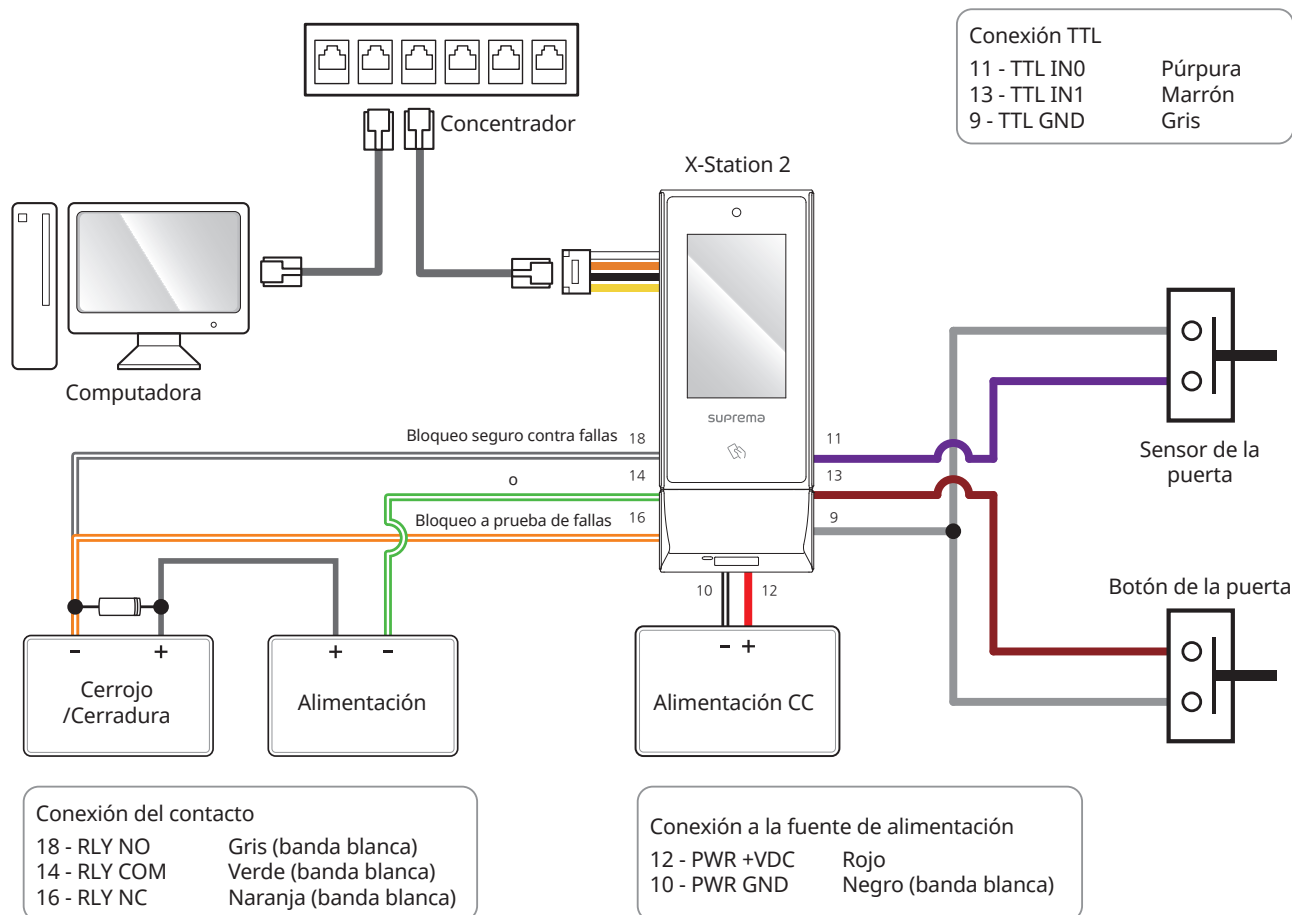 Conexión TTL
11 - TTL IN0 Púrpura
13 - TTL IN1 Marrón
9 - TTL GND Gris
Concentrador
X-Station 2
Computadora
suprema
Bloqueo seguro contra fallas 18
11
Sensor de la
puerta
o
14
13
Bloqueo a prueba de fallas 16
9
10
12
Botón de la puerta
- +
Cerrojo
/Cerradura
+ -
Alimentación
- +
Alimentación CC
Conexión del contacto
18 - RLY NO Gris (banda blanca)
14 - RLY COM Verde (banda blanca)
16 - RLY NC Naranja (banda blanca)
Conexión a la fuente de alimentación
12 - PWR +VDC Rojo
10 - PWR GND Negro (banda blanca)